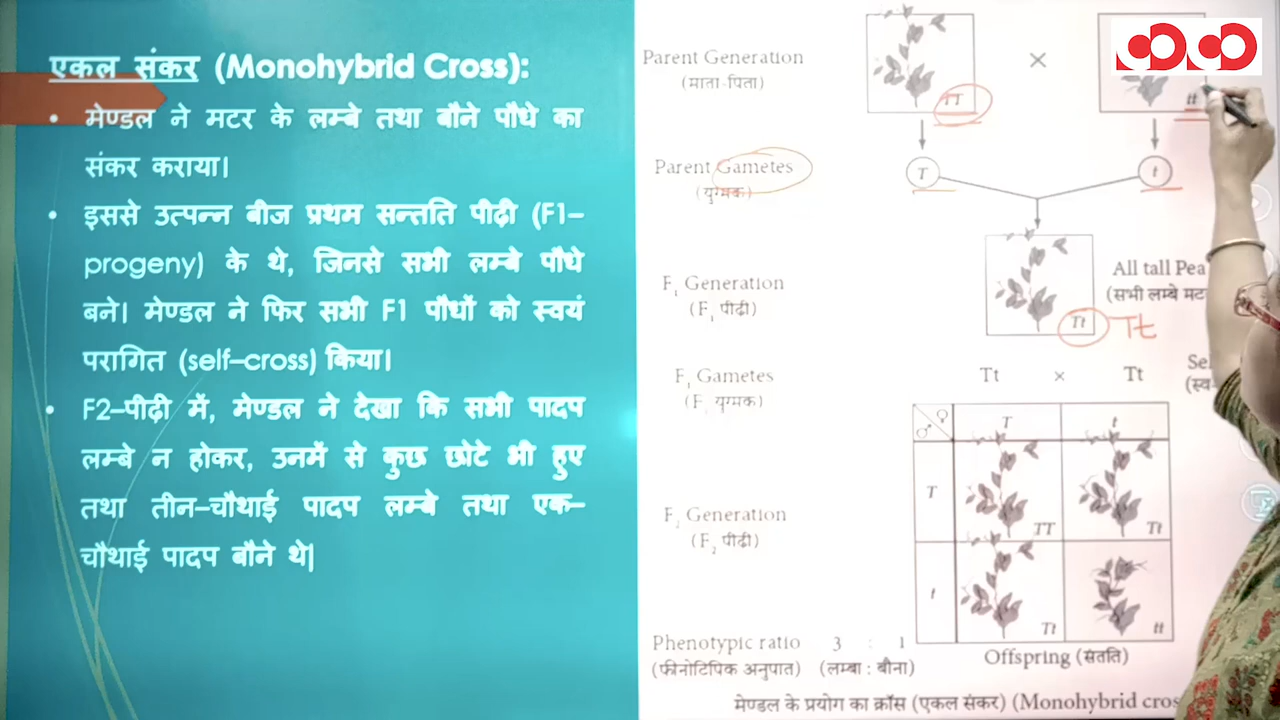 एकल संकर (Monohybrid Cross):
• मेण्डल ने मटर के लम्बे तथा बौने पौधे का
संकर कराया।
• इससे उत्पन्न बीज प्रथम सन्तति पीढ़ी (F1–
progeny) के थे, जिनसे सभी लम्बे पौधे
बने। मेण्डल ने फिर सभी F1 पौधों को स्वयं
परागित (self–cross) किया।
• F2–पीढ़ी में, मेण्डल ने देखा कि सभी पादप
लम्बे न होकर, उनमें से कुछ छोटे भी हुए
तथा तीन–चौथाई पादप लम्बे तथा एक–
चौथाई पादप बौने थे|
Parent Generation
(माता-पिता)
TT
×
tt
Parent Gametes
(युग्मक)
T
t
F₁ Generation
(F₁ पीढ़ी)
Tt
Tt
All tall Pea
(सभी लम्बे मट
F₁ Gametes
(F₁ युग्मक)
Tt × Tt
Se
(स्व
♂ ♀
T t
T
TT
Tt
F₂ Generation
(F₂ पीढ़ी)
t
Tt
tt
Phenotypic ratio 3 : 1
(फीनोटिपिक अनुपात) (लम्बा : बौना)
Offspring (संतति)
मेण्डल के प्रयोग का क्रॉस (एकल संकर) (Monohybrid cros